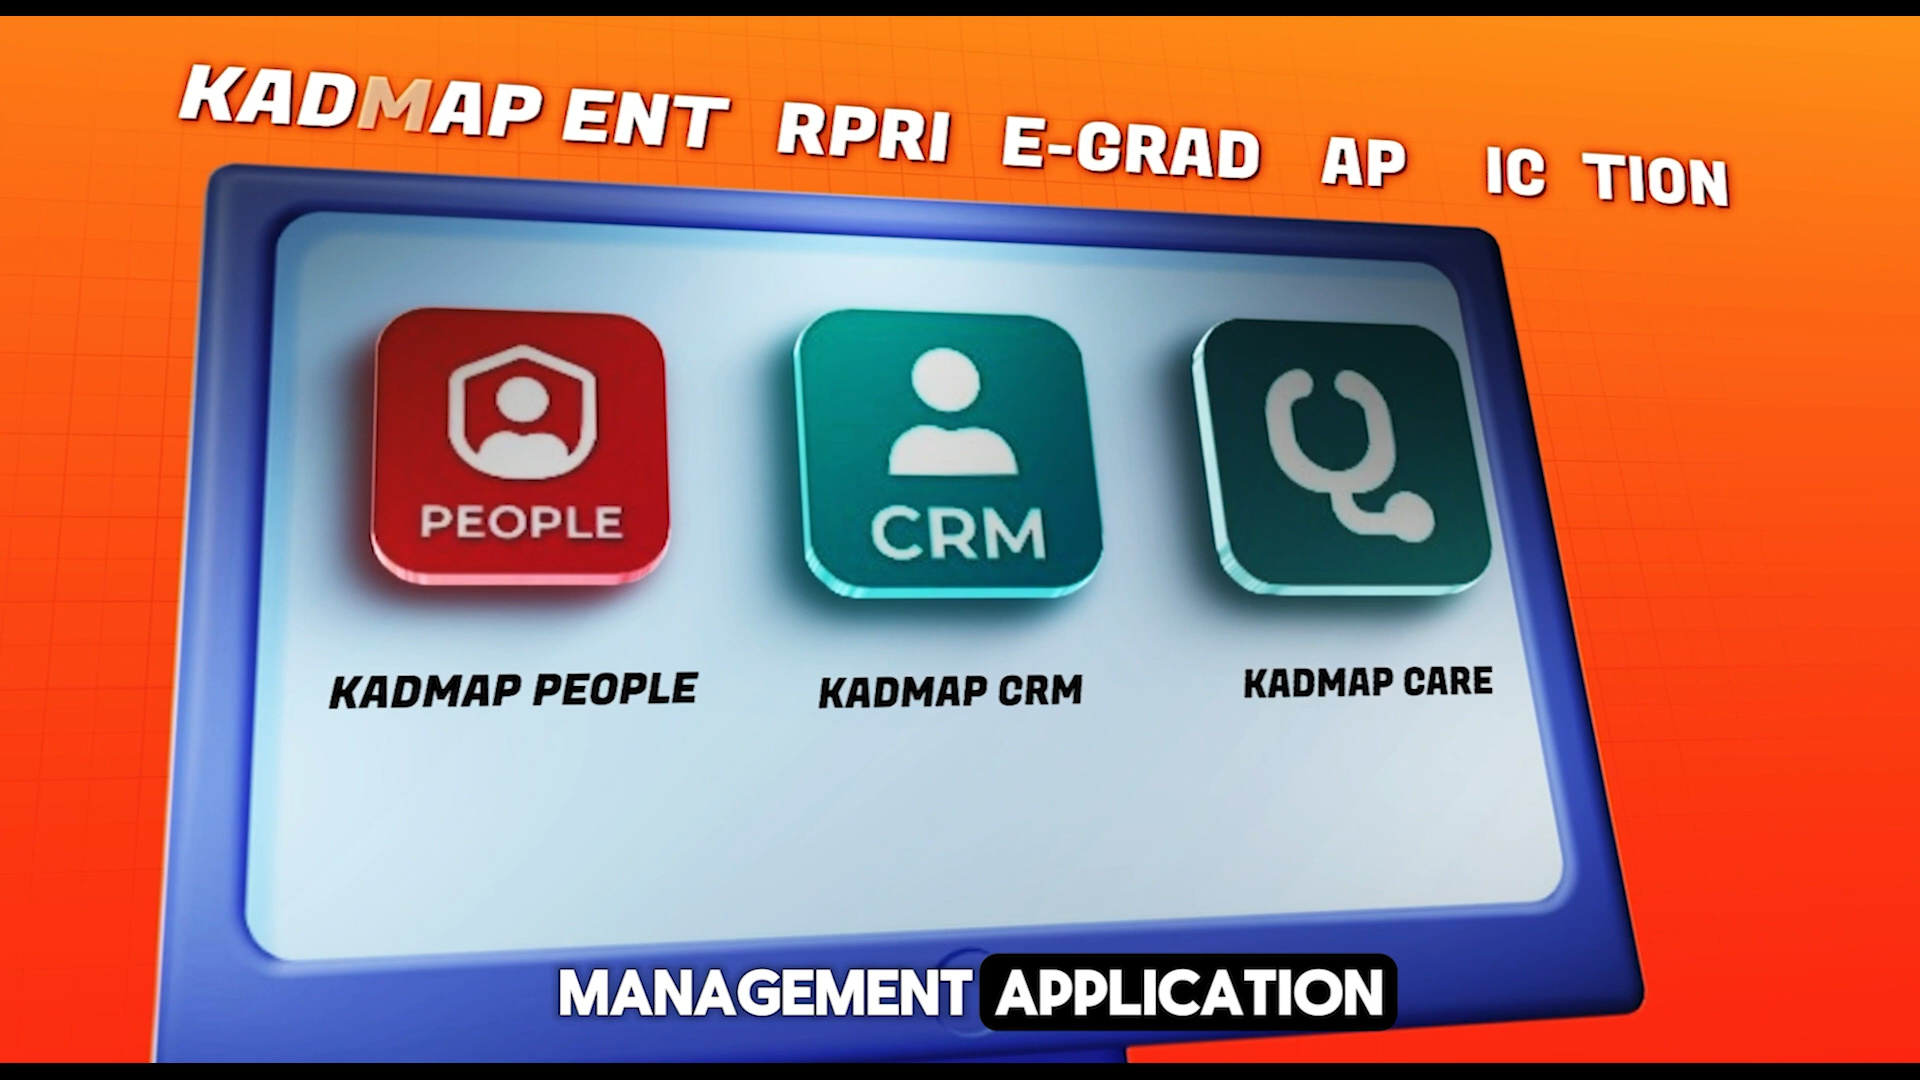 KADMAP ENT RPRI E-GRAD AP IC TION
PEOPLE
CRM
KADMAP PEOPLE
KADMAP CRM
KADMAP CARE
MANAGEMENT APPLICATION